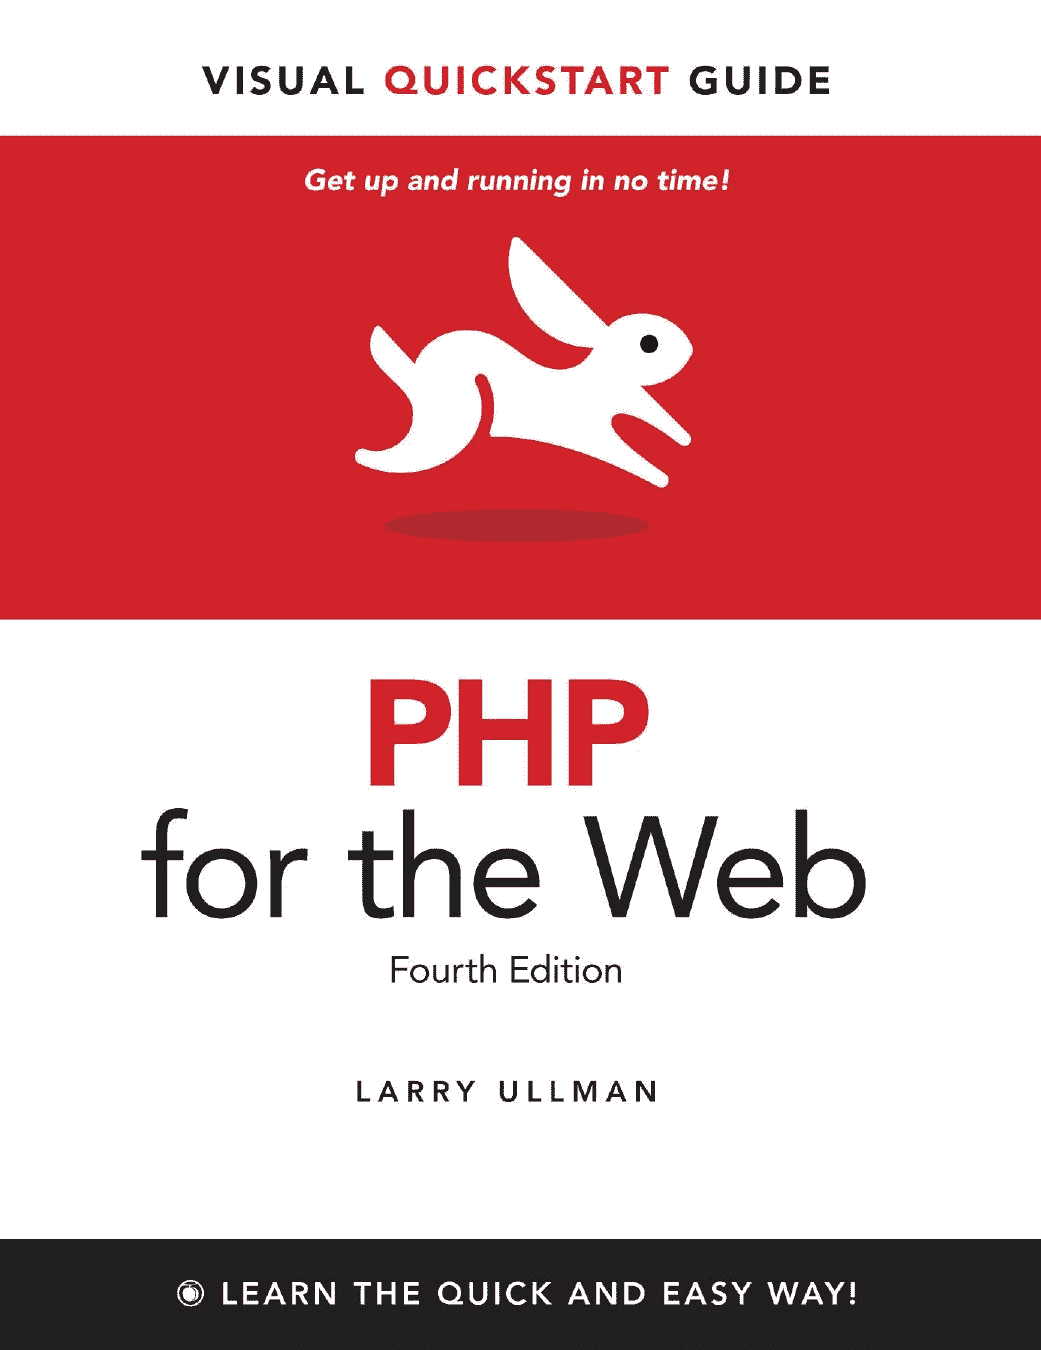 VISUAL QUICKSTART GUIDE
Get up and running in no time!
PHP
for the Web
Fourth Edition
LARRY ULLMAN
LEARN THE QUICK AND EASY WAY!